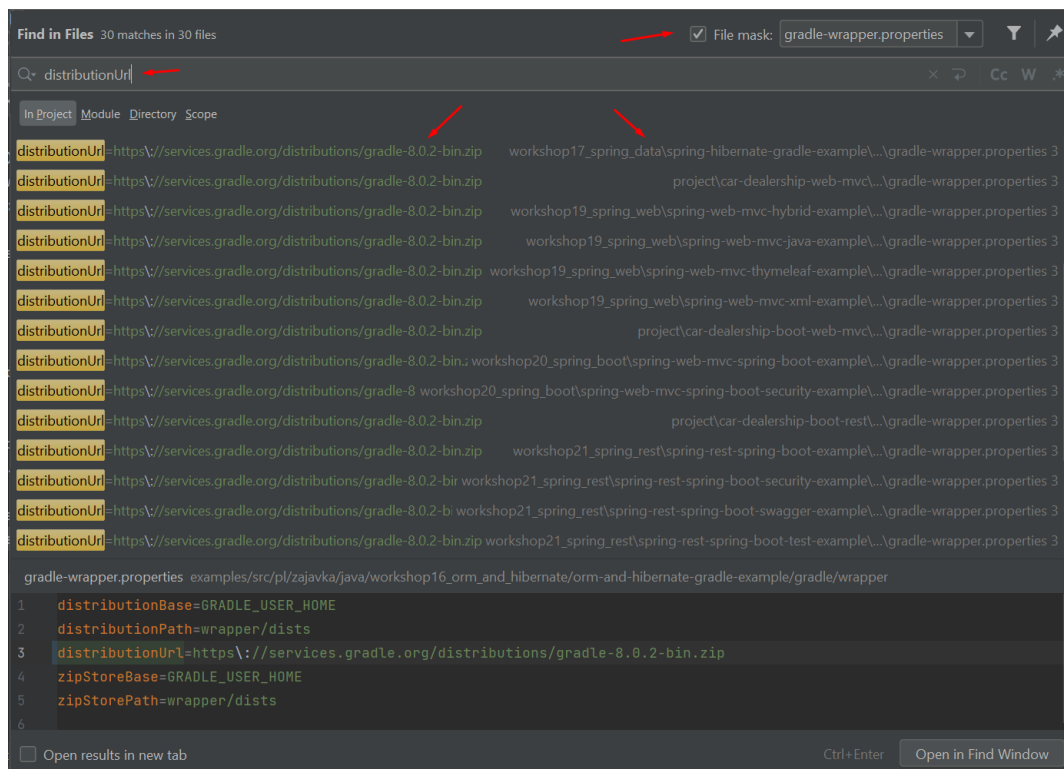 Find in Files 30 matches in 30 files File mask: gradle-wrapper.properties
distributionUrl Cc W .*
In Project Module Directory Scope
distributionUrl=https\://services.gradle.org/distributions/gradle-8.0.2-bin.zip workshop17_spring_data\spring-hibernate-gradle-example\...\gradle-wrapper.properties 3
distributionUrl=https\://services.gradle.org/distributions/gradle-8.0.2-bin.zip project\car-dealership-web-mvc\...\gradle-wrapper.properties 3
distributionUrl=https\://services.gradle.org/distributions/gradle-8.0.2-bin.zip workshop19_spring_web\spring-web-mvc-hybrid-example\...\gradle-wrapper.properties 3
distributionUrl=https\://services.gradle.org/distributions/gradle-8.0.2-bin.zip workshop19_spring_web\spring-web-mvc-java-example\...\gradle-wrapper.properties 3
distributionUrl=https\://services.gradle.org/distributions/gradle-8.0.2-bin.zip workshop19_spring_web\spring-web-mvc-thymeleaf-example\...\gradle-wrapper.properties 3
distributionUrl=https\://services.gradle.org/distributions/gradle-8.0.2-bin.zip workshop19_spring_web\spring-web-mvc-xml-example\...\gradle-wrapper.properties 3
distributionUrl=https\://services.gradle.org/distributions/gradle-8.0.2-bin.zip project\car-dealership-boot-web-mvc\...\gradle-wrapper.properties 3
distributionUrl=https\://services.gradle.org/distributions/gradle-8.0.2-bin.z workshop20_spring_boot\spring-web-mvc-spring-boot-example\...\gradle-wrapper.properties 3
distributionUrl=https\://services.gradle.org/distributions/gradle-8 workshop20_spring_boot\spring-web-mvc-spring-boot-security-example\...\gradle-wrapper.properties 3
distributionUrl=https\://services.gradle.org/distributions/gradle-8.0.2-bin.zip project\car-dealership-boot-rest\...\gradle-wrapper.properties 3
distributionUrl=https\://services.gradle.org/distributions/gradle-8.0.2-bin.zip workshop21_spring_rest\spring-rest-spring-boot-example\...\gradle-wrapper.properties 3
distributionUrl=https\://services.gradle.org/distributions/gradle-8.0.2-bin workshop21_spring_rest\spring-rest-spring-boot-security-example\...\gradle-wrapper.properties 3
distributionUrl=https\://services.gradle.org/distributions/gradle-8.0.2-b workshop21_spring_rest\spring-rest-spring-boot-swagger-example\...\gradle-wrapper.properties 3
distributionUrl=https\://services.gradle.org/distributions/gradle-8.0.2-bin.zip workshop21_spring_rest\spring-rest-spring-boot-test-example\...\gradle-wrapper.properties 3
gradle-wrapper.properties examples/src/pl/zajavka/java/workshop16_orm_and_hibernate/orm-and-hibernate-gradle-example/gradle/wrapper
1 distributionBase=GRADLE_USER_HOME
2 distributionPath=wrapper/dists
3 distributionUrl=https\://services.gradle.org/distributions/gradle-8.0.2-bin.zip
4 zipStoreBase=GRADLE_USER_HOME
5 zipStorePath=wrapper/dists
6
Open results in new tab Ctrl+Enter Open in Find Window